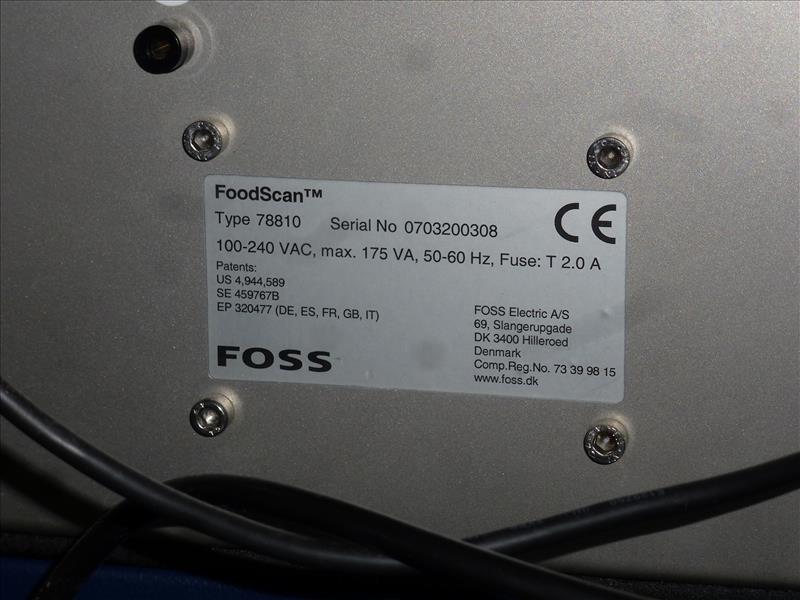 FoodScan™
Type 78810 Serial No 0703200308
CE
100-240 VAC, max. 175 VA, 50-60 Hz, Fuse: T 2.0 A
Patents:
US 4,944,589
SE 459767B
EP 320477 (DE, ES, FR, GB, IT)
FOSS
FOSS Electric A/S
69, Slangerupgade
DK 3400 Hilleroed
Denmark
Comp.Reg.No. 73 39 98 15
www.foss.dk